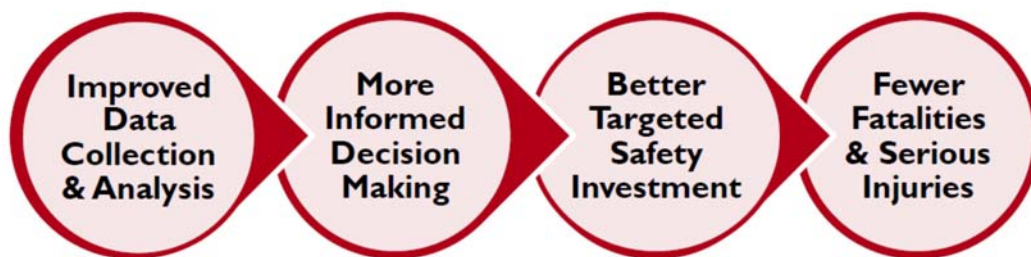 Improved
Data
Collection
& Analysis
More
Informed
Decision
Making
Better
Targeted
Safety
Investment
Fewer
Fatalities
& Serious
Injuries